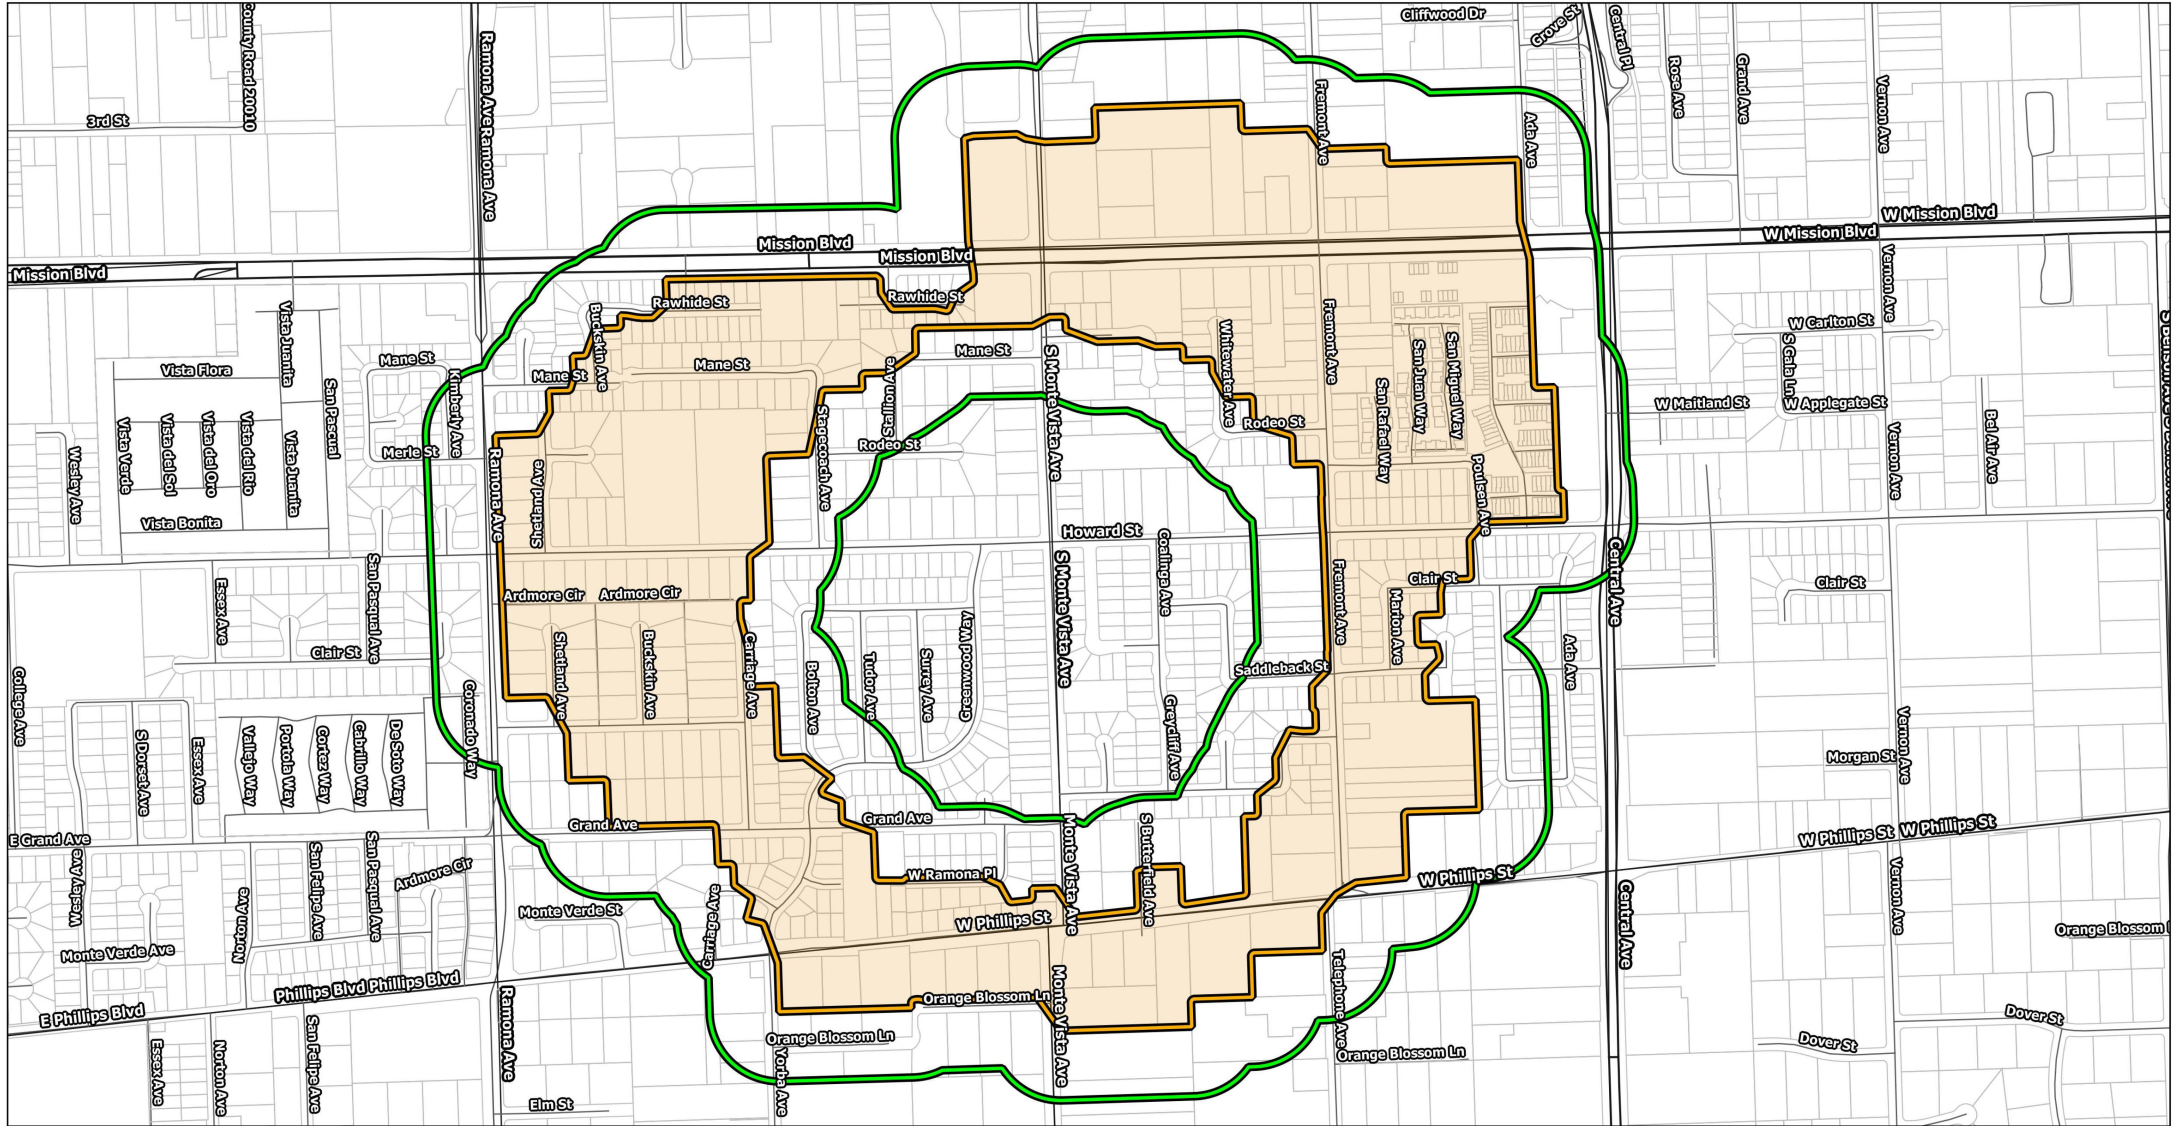 Cliffwood Dr
Grove St
Central Pl
County Road 20010
Ramona Ave Ramona Ave
Rose Ave
Grand Ave
Vernon Ave
3rd St
Fremont Ave
Ada Ave
W Mission Blvd
W Mission Blvd
Mission Blvd
Mission Blvd
Mission Blvd
Rawhide St
Rawhide St
Buckskin Ave
Vista Juanita
Vernon Ave
W Carlton St
S Gala Ln
Mane St
Mane St
Mane St
Mane St
Vista Flora
Kimberly Ave
Stallion Ave
S Monte Vista Ave
Whitewater Ave
Fremont Ave
San Juan Way
San Miguel Way
San Rafael Way
W Maitland St
W Applegate St
San Pascual
Vista Verde
Vista del Sol
Vista del Oro
Vista del Rio
Vista Juanita
Stagecoach Ave
Rodeo St
Rodeo St
Merle St
Wesley Ave
Ramona Ave
Shetland Ave
Poulsen Ave
Vernon Ave
Bel Air Ave
Vista Bonita
Howard St
Coalinga Ave
S Monte Vista Ave
Essex Ave
San Pasqual Ave
Ardmore Cir
Ardmore Cir
Fremont Ave
Clair St
Marion Ave
Central Ave
Clair St
Clair St
Shetland Ave
Buckskin Ave
Carriage Ave
Bolton Ave
Tudor Ave
Surrey Ave
Greenwood Way
Saddleback St
Ada Ave
College Ave
S Dorset Ave
Essex Ave
Vallejo Way
Portola Way
Cortez Way
Cabrillo Way
De Soto Way
Coronado Way
Greycliff Ave
Vernon Ave
Morgan St
E Grand Ave
Grand Ave
Grand Ave
Monte Vista Ave
S Butterfield Ave
W Phillips St
W Phillips St
Wesley Ave
San Felipe Ave
San Pasqual Ave
Ardmore Cir
W Ramona Pl
W Phillips St
Norton Ave
Monte Verde St
Carriage Ave
W Phillips St
Central Ave
Vernon Ave
Orange Blossom
Monte Verde Ave
Phillips Blvd Phillips Blvd
E Phillips Blvd
Ramona Ave
Orange Blossom Ln
Monte Vista Ave
Telephone Ave
Dover St
Dover St
Essex Ave
Norton Ave
San Felipe Ave
Orange Blossom Ln
Yorba Ave
Orange Blossom Ln
Elm St